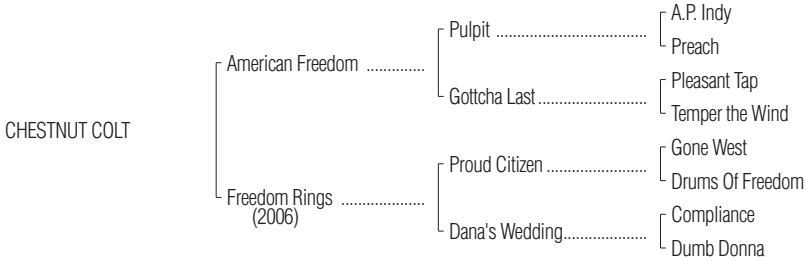 A.P. Indy
Pulpit ..................................
Preach
American Freedom ..............
Pleasant Tap
Gottcha Last ........................
Temper the Wind
CHESTNUT COLT
Gone West
Proud Citizen .......................
Drums Of Freedom
Freedom Rings ....................
(2006)
Compliance
Dana's Wedding...................
Dumb Donna